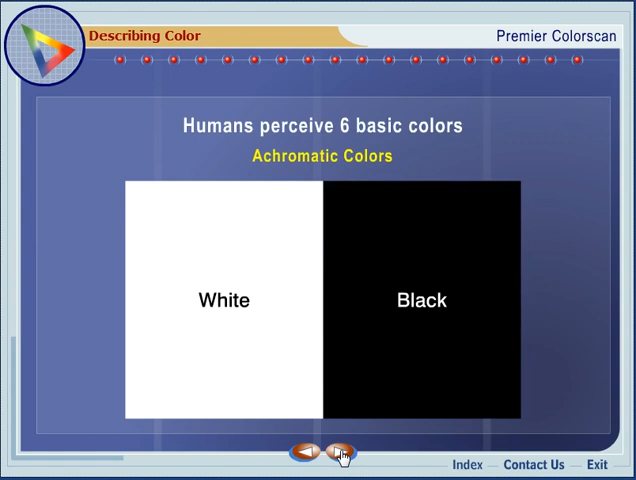 Describing Color
Premier Colorscan
Humans perceive 6 basic colors
Achromatic Colors
White
Black
Index — Contact Us — Exit